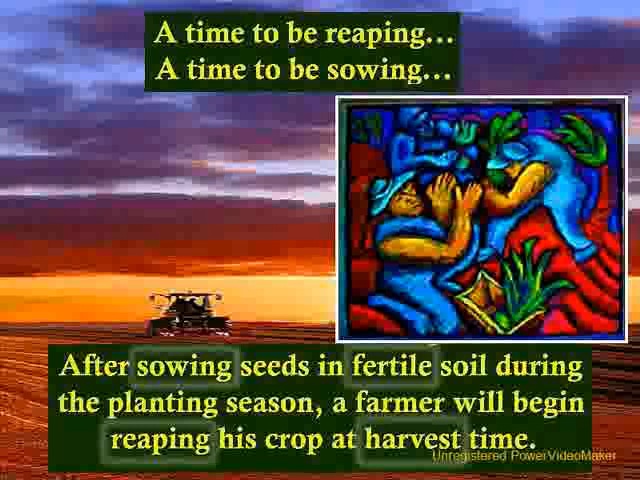 A time to be reaping...
A time to be sowing...
After sowing seeds in fertile soil during
the planting season, a farmer will begin
reaping his crop at harvest time.
Unregistered PowerVideoMaker